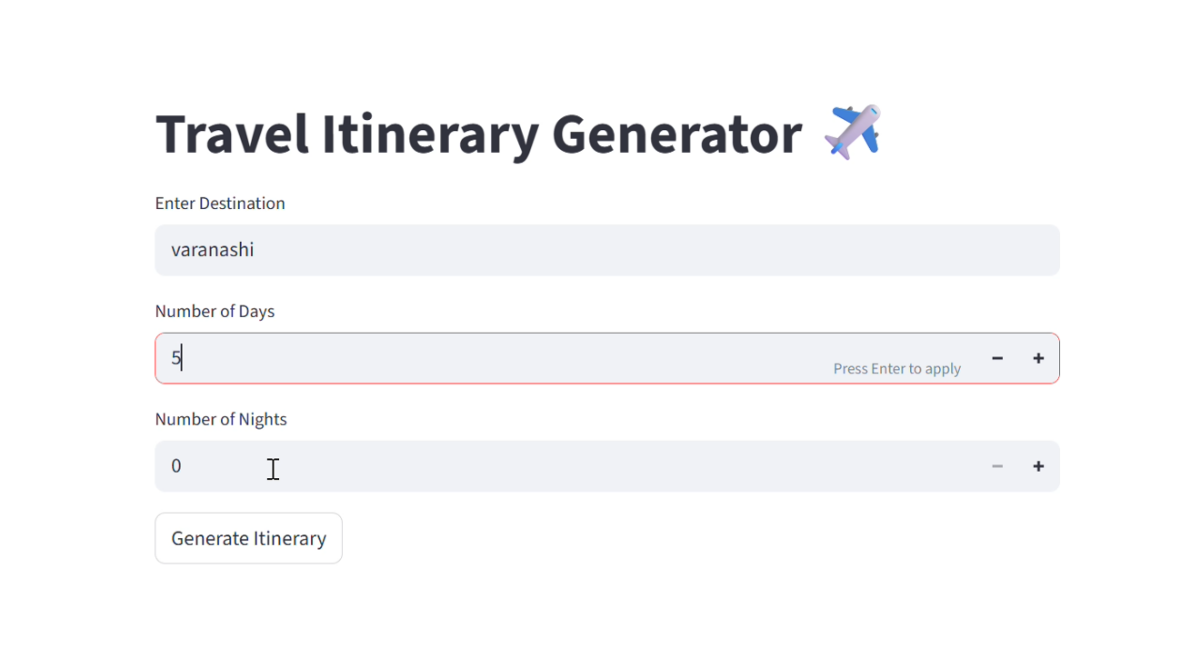 Travel Itinerary Generator ✈️
Enter Destination
varanashi
Number of Days
5
Press Enter to apply
− +
Number of Nights
0
− +
Generate Itinerary